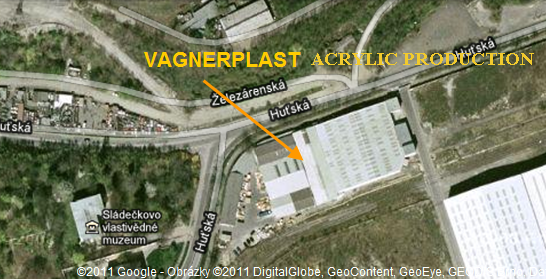 VAGNERPLAST ACRYLIC PRODUCTION
Huťská
Železárenská
Huťská
Huťská
Sládečkovo
vlastivědné
muzeum
Huťská
©2011 Google - Obrázky ©2011 DigitalGlobe, GeoContent, GeoEye,